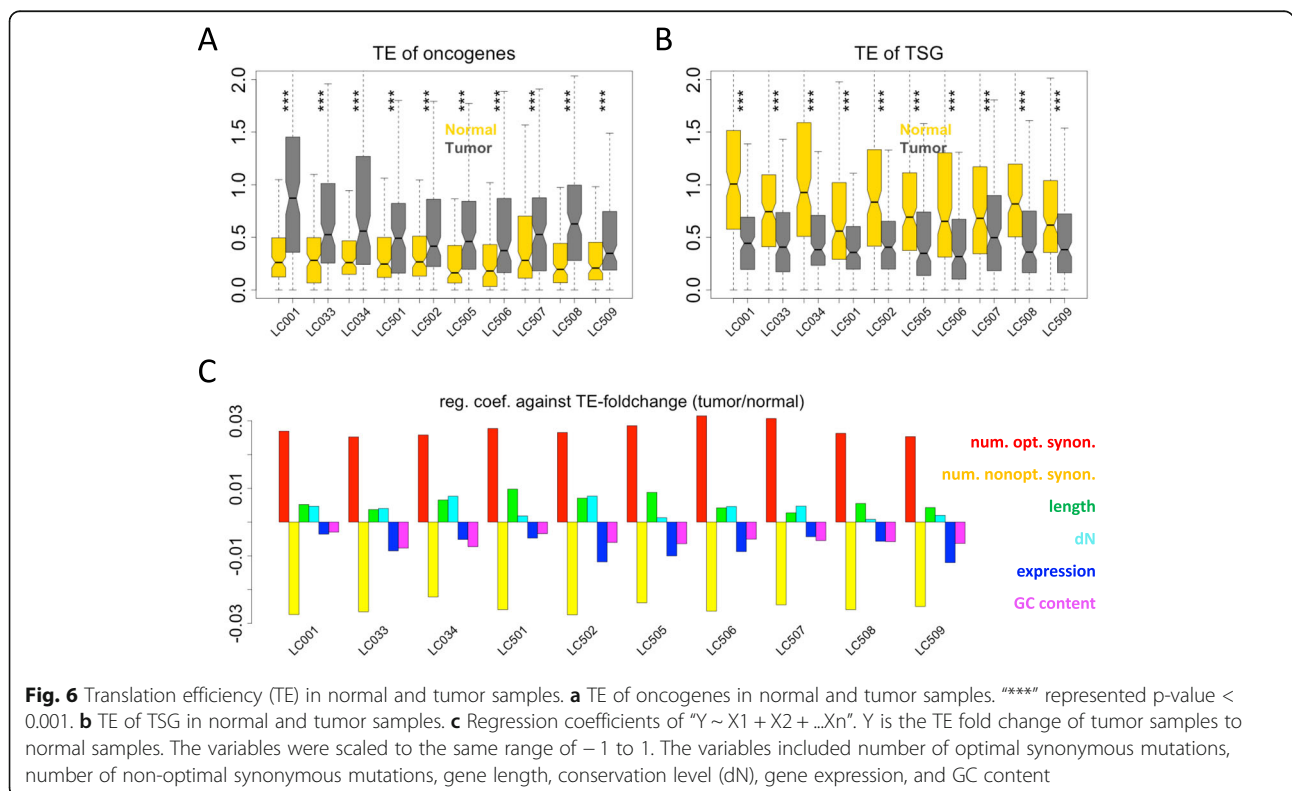 A
TE of oncogenes
2.0
1.5
1.0
0.5
0.0
*** *** *** *** *** *** *** *** *** ***
Normal
Tumor
LC001 LC033 LC034 LC501 LC502 LC505 LC506 LC507 LC508 LC509
B
TE of TSG
2.0
1.5
1.0
0.5
0.0
*** *** *** *** *** *** *** *** *** ***
Normal
Tumor
LC001 LC033 LC034 LC501 LC502 LC505 LC506 LC507 LC508 LC509
C
reg. coef. against TE-foldchange (tumor/normal)
0.03
0.01
-0.01
-0.03
LC001 LC033 LC034 LC501 LC502 LC505 LC506 LC507 LC508 LC509
num. opt. synon.
num. nonopt. synon.
length
dN
expression
GC content
Fig. 6 Translation efficiency (TE) in normal and tumor samples. a TE of oncogenes in normal and tumor samples. “***” represented p-value <
0.001. b TE of TSG in normal and tumor samples. c Regression coefficients of “Y ~ X1 + X2 + ...Xn”. Y is the TE fold change of tumor samples to
normal samples. The variables were scaled to the same range of − 1 to 1. The variables included number of optimal synonymous mutations,
number of non-optimal synonymous mutations, gene length, conservation level (dN), gene expression, and GC content